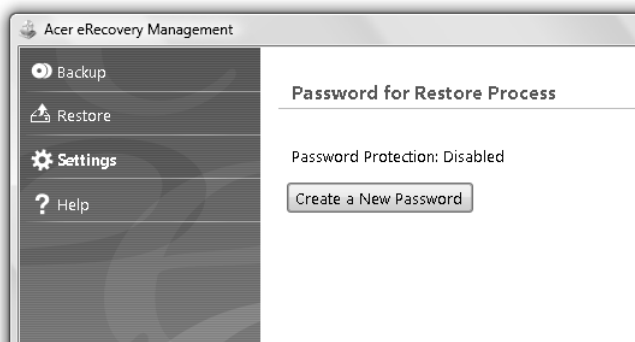 Acer eRecovery Management
Backup
Restore
Settings
Help
Password for Restore Process
Password Protection: Disabled
Create a New Password